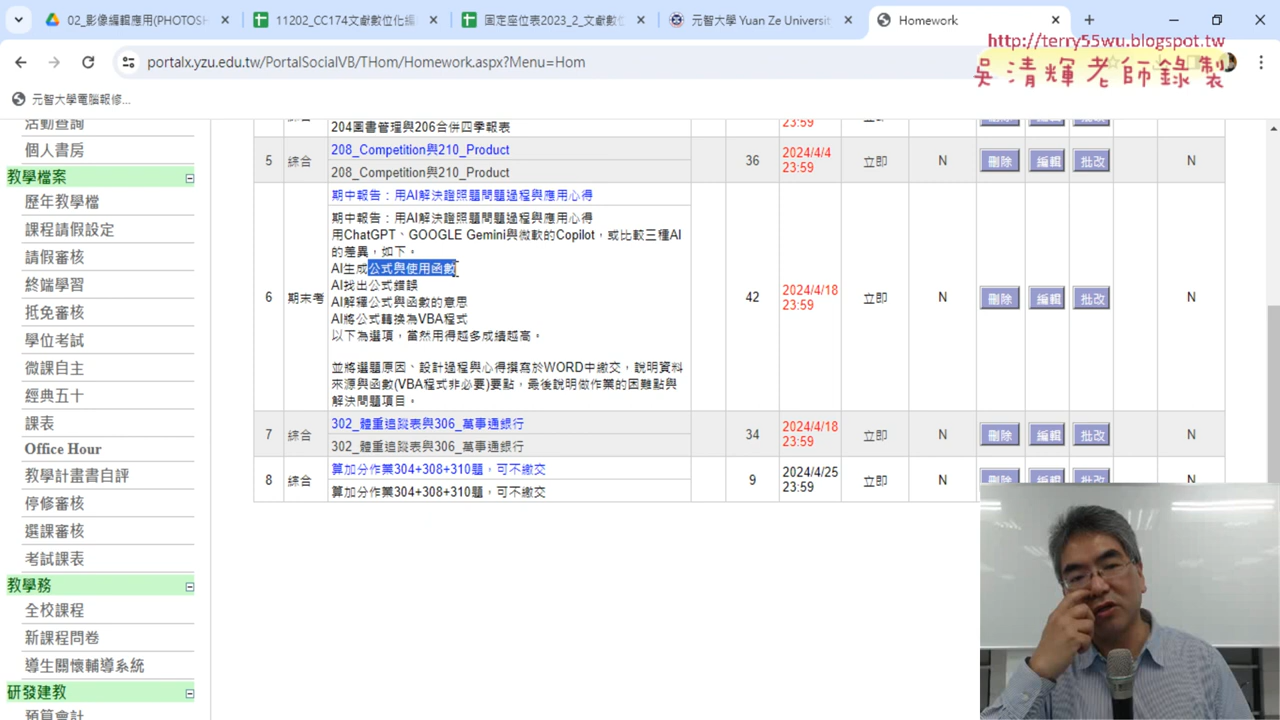 02_影像編輯應用(PHOTOSH
11202_CC174文獻數位化編
固定座位表2023_2_文獻數位
元智大學 Yuan Ze Universit
Homework
http://terry55wu.blogspot.tw
portalx.yzu.edu.tw/PortalSocialVB/THom/Homework.aspx?Menu=Hom
吳清輝老師錄製
元智大學電腦報修...
活動查詢
個人書房
教學檔案
歷年教學檔
課程請假設定
請假審核
終端學習
抵免審核
學位考試
微課自主
經典五十
課表
Office Hour
教學計畫書自評
停修審核
選課審核
考試課表
教學務
全校課程
新課程問卷
導生關懷輔導系統
研發建教
預算會計
204圖書管理與206合併四季報表
23:59
5 綜合 208_Competition與210_Product 36 2024/4/4 23:59 立即 N 刪除 編輯 批改 N
208_Competition與210_Product
期中報告：用AI解決證照題問題過程與應用心得
期中報告：用AI解決證照題問題過程與應用心得
用ChatGPT、GOOGLE Gemini與微軟的Copilot，或比較三種AI
的差異，如下。
AI生成公式與使用函數
AI找出公式錯誤
6 期末考 AI解釋公式與函數的意思 42 2024/4/18 23:59 立即 N 刪除 編輯 批改 N
AI將公式轉換為VBA程式
以下為選項，當然用得越多成績越高。
並將選題原因、設計過程與心得撰寫於WORD中繳交，說明資料
來源與函數(VBA程式非必要)要點，最後說明做作業的困難點與
解決問題項目。
7 綜合 302_體重追蹤表與306_萬事通銀行 34 2024/4/18 23:59 立即 N 刪除 編輯 批改 N
302_體重追蹤表與306_萬事通銀行
8 綜合 算加分作業304+308+310題，可不繳交 9 2024/4/25 23:59 立即 N 刪除 編輯 批改 N
算加分作業304+308+310題，可不繳交